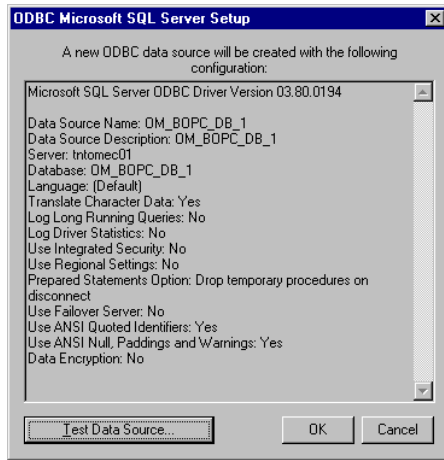 ODBC Microsoft SQL Server Setup
A new ODBC data source will be created with the following
configuration:
Microsoft SQL Server ODBC Driver Version 03.80.0194
Data Source Name: OM_BOPC_DB_1
Data Source Description: OM_BOPC_DB_1
Server: tntomec01
Database: OM_BOPC_DB_1
Language: (Default)
Translate Character Data: Yes
Log Long Running Queries: No
Log Driver Statistics: No
Use Integrated Security: No
Use Regional Settings: No
Prepared Statements Option: Drop temporary procedures on
disconnect
Use Failover Server: No
Use ANSI Quoted Identifiers: Yes
Use ANSI Null, Paddings and Warnings: Yes
Data Encryption: No
Test Data Source... OK Cancel